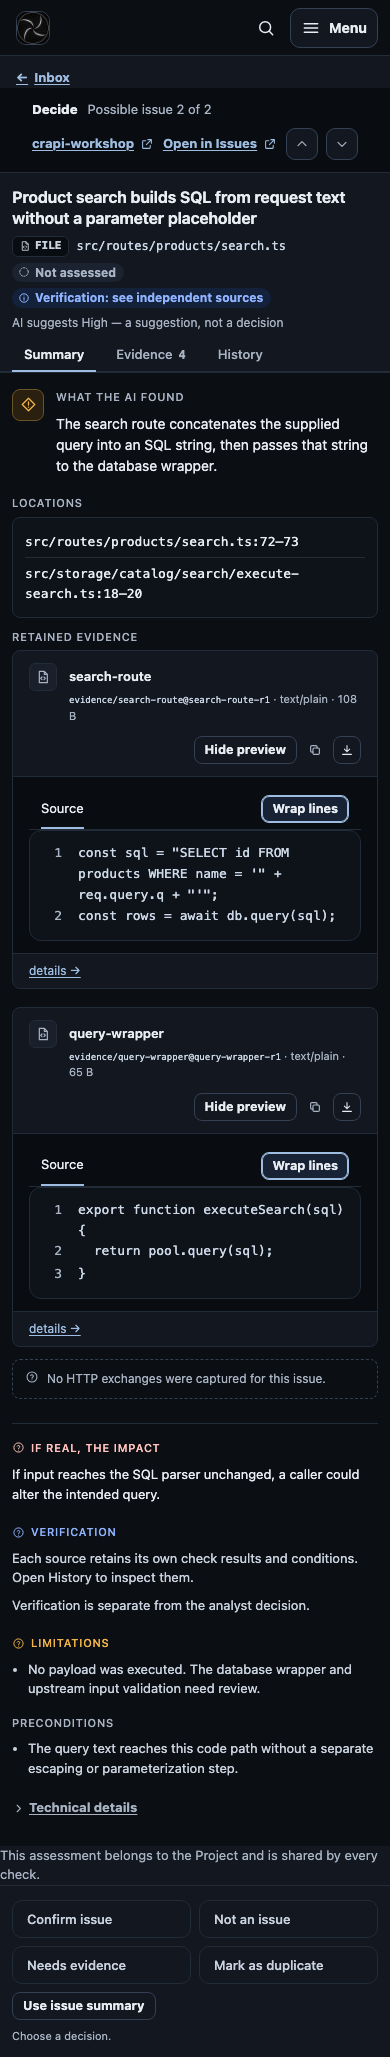 Menu
← Inbox
Decide Possible issue 2 of 2
crapi-workshop Open in Issues
Product search builds SQL from request text
without a parameter placeholder
FILE src/routes/products/search.ts
Not assessed
Verification: see independent sources
AI suggests High — a suggestion, not a decision
Summary Evidence 4 History
WHAT THE AI FOUND
The search route concatenates the supplied
query into an SQL string, then passes that string
to the database wrapper.
LOCATIONS
src/routes/products/search.ts:72–73
src/storage/catalog/search/execute-
search.ts:18–20
RETAINED EVIDENCE
search-route
evidence/search-route@search-route-r1 · text/plain · 108
B
Hide preview
Source Wrap lines
1 const sql = "SELECT id FROM
products WHERE name = '" +
req.query.q + "'";
2 const rows = await db.query(sql);
details →
query-wrapper
evidence/query-wrapper@query-wrapper-r1 · text/plain ·
65 B
Hide preview
Source Wrap lines
1 export function executeSearch(sql)
{
2 return pool.query(sql);
3 }
details →
No HTTP exchanges were captured for this issue.
IF REAL, THE IMPACT
If input reaches the SQL parser unchanged, a caller could
alter the intended query.
VERIFICATION
Each source retains its own check results and conditions.
Open History to inspect them.
Verification is separate from the analyst decision.
LIMITATIONS
• No payload was executed. The database wrapper and
upstream input validation need review.
PRECONDITIONS
• The query text reaches this code path without a separate
escaping or parameterization step.
Technical details
This assessment belongs to the Project and is shared by every
check.
Confirm issue Not an issue
Needs evidence Mark as duplicate
Use issue summary
Choose a decision.